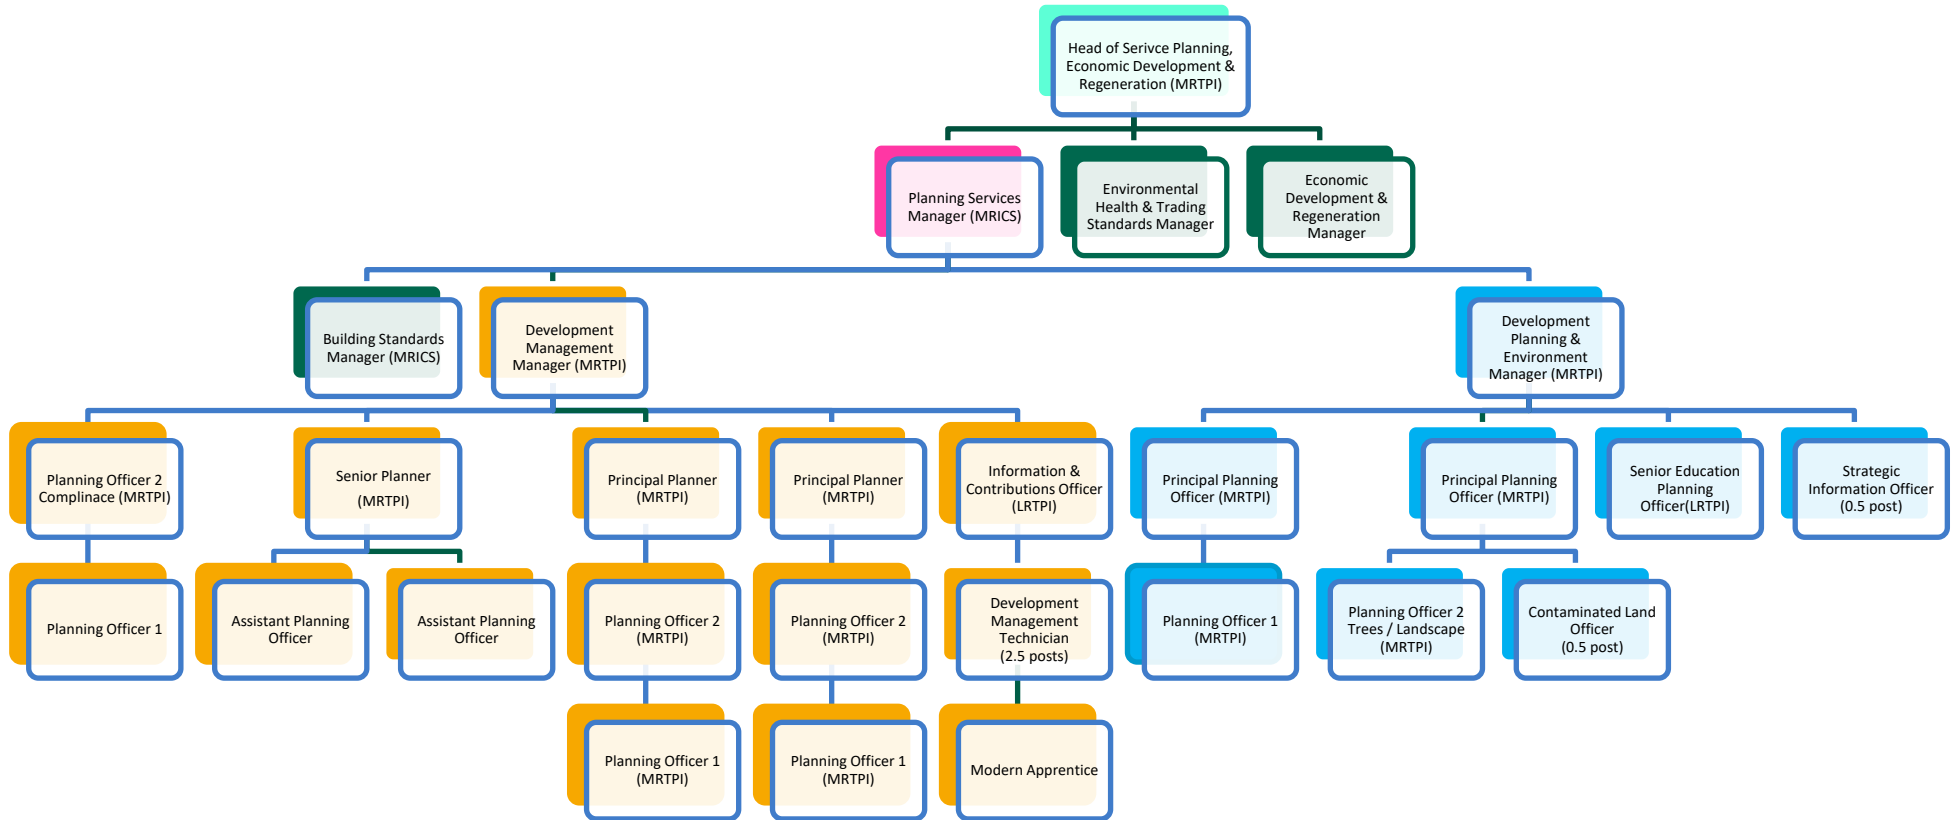 Head of Serivce Planning,
Economic Development &
Regeneration (MRTPI)
Planning Services
Manager (MRICS)
Environmental
Health & Trading
Standards Manager
Economic
Development &
Regeneration
Manager
Building Standards
Manager (MRICS)
Development
Management
Manager (MRTPI)
Development
Planning &
Environment
Manager (MRTPI)
Planning Officer 2
Complinace (MRTPI)
Senior Planner
(MRTPI)
Principal Planner
(MRTPI)
Principal Planner
(MRTPI)
Information &
Contributions Officer
(LRTPI)
Principal Planning
Officer (MRTPI)
Principal Planning
Officer (MRTPI)
Senior Education
Planning
Officer(LRTPI)
Strategic
Information Officer
(0.5 post)
Planning Officer 1
Assistant Planning
Officer
Assistant Planning
Officer
Planning Officer 2
(MRTPI)
Planning Officer 2
(MRTPI)
Development
Management
Technician
(2.5 posts)
Planning Officer 1
(MRTPI)
Planning Officer 2
Trees / Landscape
(MRTPI)
Contaminated Land
Officer
(0.5 post)
Planning Officer 1
(MRTPI)
Planning Officer 1
(MRTPI)
Modern Apprentice